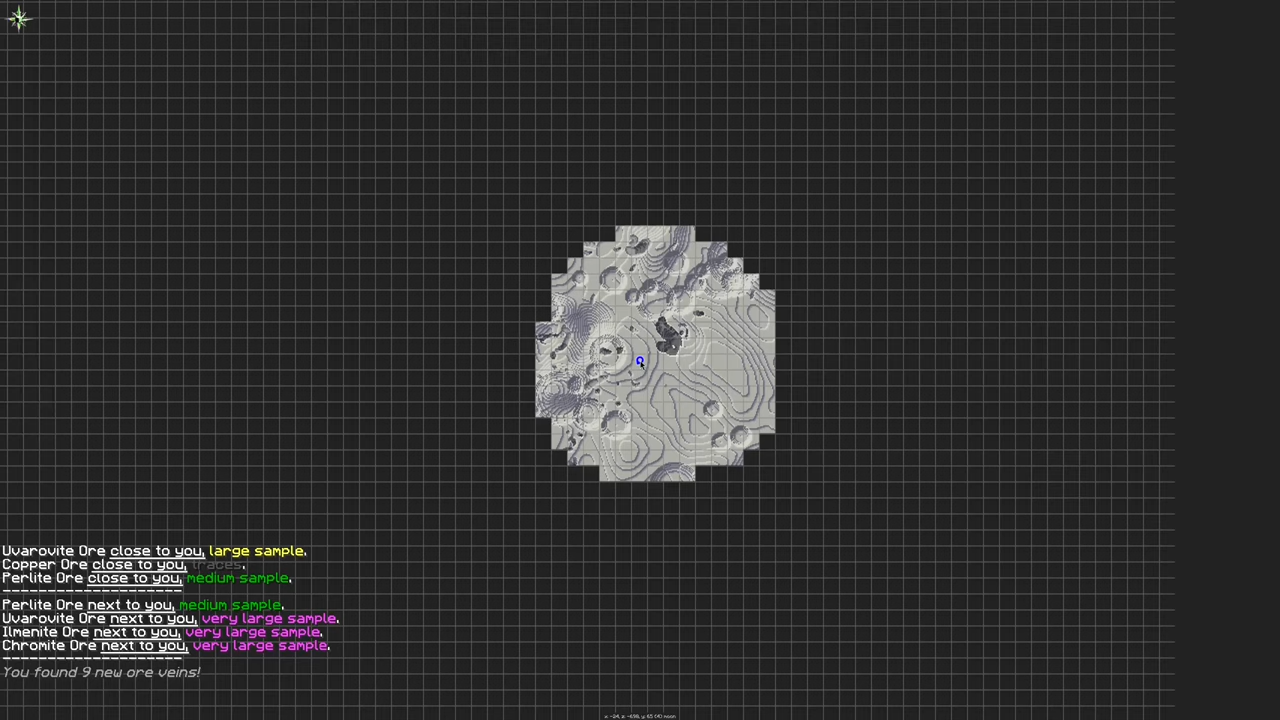 Uvarovite Ore close to you, large sample.
Copper Ore close to you, traces.
Perlite Ore close to you, medium sample.
--------------------
Perlite Ore next to you, medium sample.
Uvarovite Ore next to you, very large sample.
Ilmenite Ore next to you, very large sample.
Chromite Ore next to you, very large sample.
--------------------
You found 9 new ore veins!